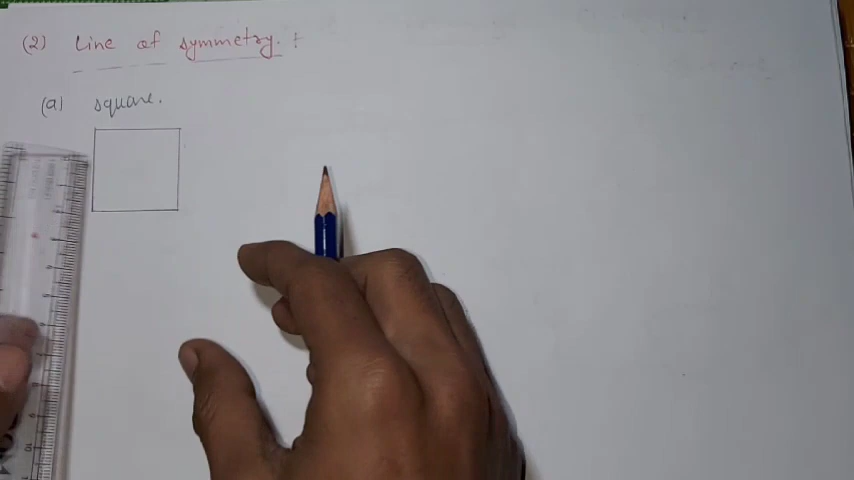 (2) Line of symmetry. :
(a) square.